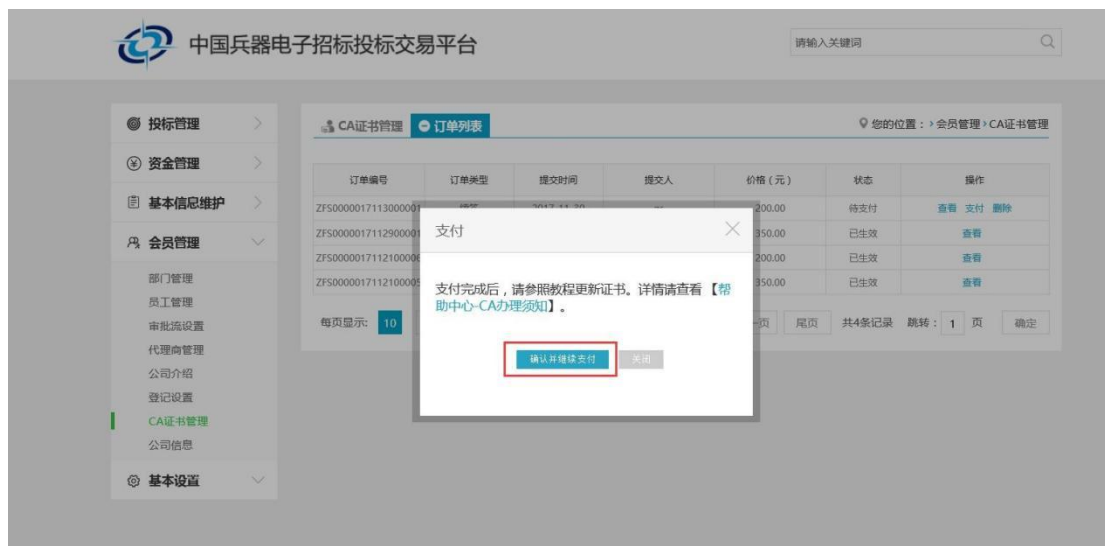 中国兵器电子招标投标交易平台
请输入关键词
投标管理
资金管理
基本信息维护
会员管理
部门管理
员工管理
审批流设置
代理商管理
公司介绍
登记设置
CA证书管理
公司信息
基本设置
CA证书管理 订单列表
您的位置：›会员管理›CA证书管理
订单编号 订单类型 提交时间 提交人 价格（元） 状态 操作
ZFS0000017113000001 2017-11-30 200.00 待支付 查看 支付 删除
ZFS0000017112900001 350.00 已生效 查看
ZFS0000017112100006 200.00 已生效 查看
ZFS0000017112100005 350.00 已生效 查看
每页显示: 10 页 尾页 共4条记录 跳转： 1 页 确定
支付
支付完成后，请参照教程更新证书。详情请查看【帮
助中心-CA办理须知】。
确认并继续支付 关闭